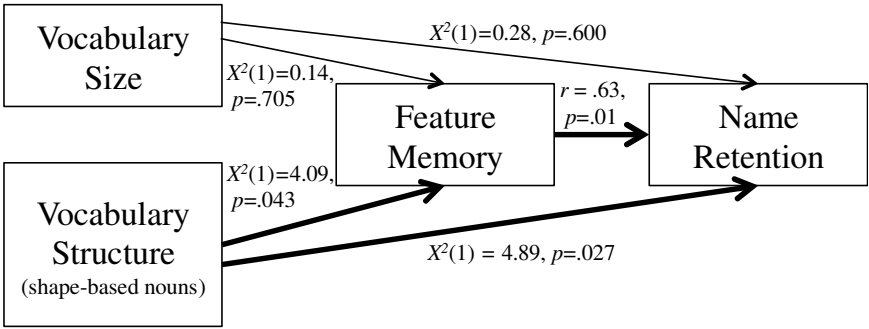 Vocabulary
Size
X²(1)=0.28, p=.600
X²(1)=0.14,
p=.705
Feature
Memory
r = .63,
p=.01
Name
Retention
X²(1)=4.09,
p=.043
Vocabulary
Structure
(shape-based nouns)
X²(1) = 4.89, p=.027